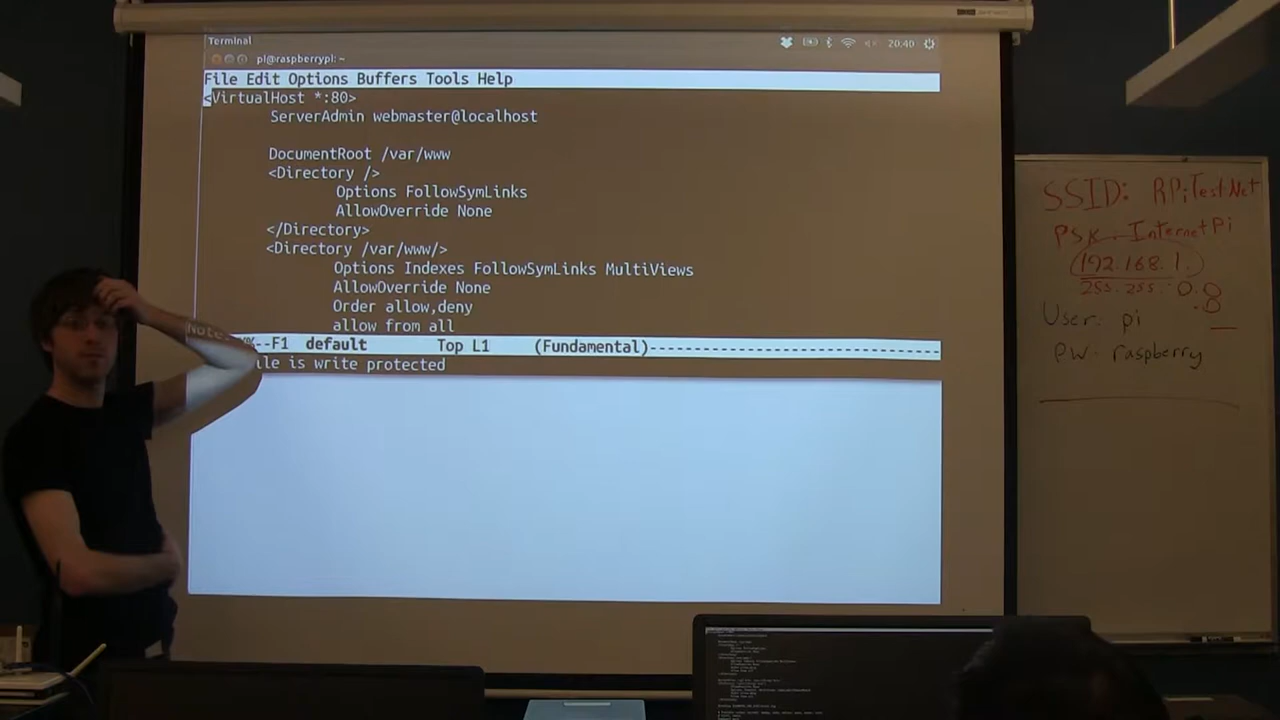 Terminal
20:40
pi@raspberrypi: ~
File Edit Options Buffers Tools Help
<VirtualHost *:80>
ServerAdmin webmaster@localhost
DocumentRoot /var/www
<Directory />
Options FollowSymLinks
AllowOverride None
</Directory>
<Directory /var/www/>
Options Indexes FollowSymLinks MultiViews
AllowOverride None
Order allow,deny
allow from all
%%--F1 default Top L1 (Fundamental)--------------------------------
Note: file is write protected
SSID: RPiTestNet
PSK: InternetPi
192.168.1.
255.255.0.0
.8
User: pi
PW: raspberry